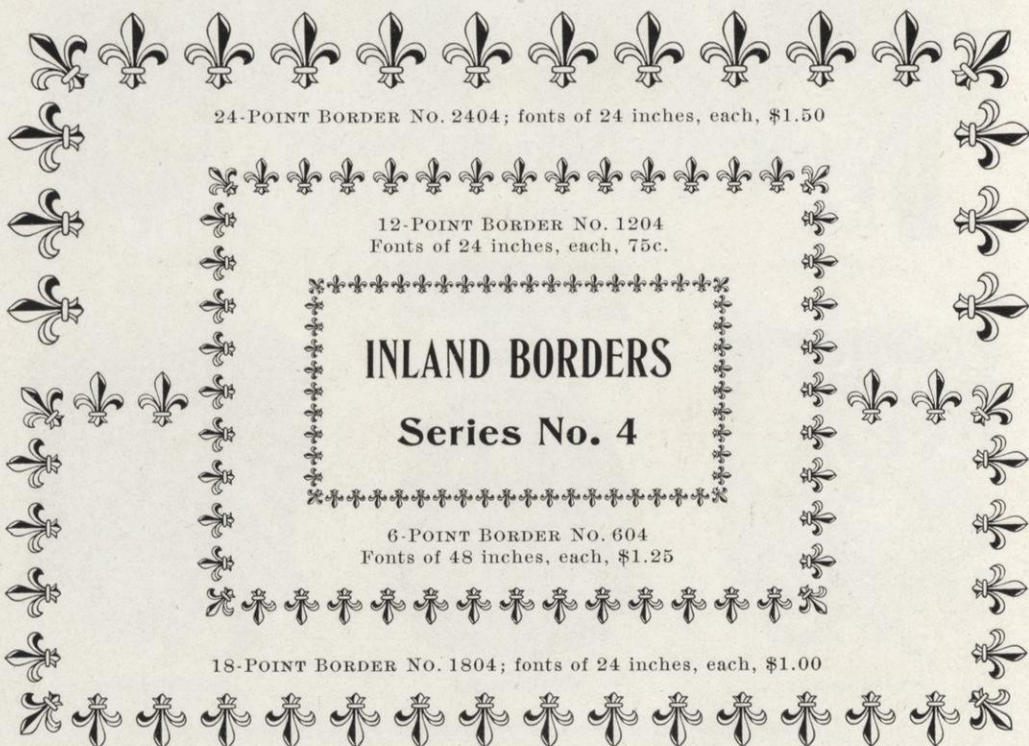 24-Point Border No. 2404; fonts of 24 inches, each, $1.50
12-Point Border No. 1204
Fonts of 24 inches, each, 75c.
INLAND BORDERS
Series No. 4
6-Point Border No. 604
Fonts of 48 inches, each, $1.25
18-Point Border No. 1804; fonts of 24 inches, each, $1.00